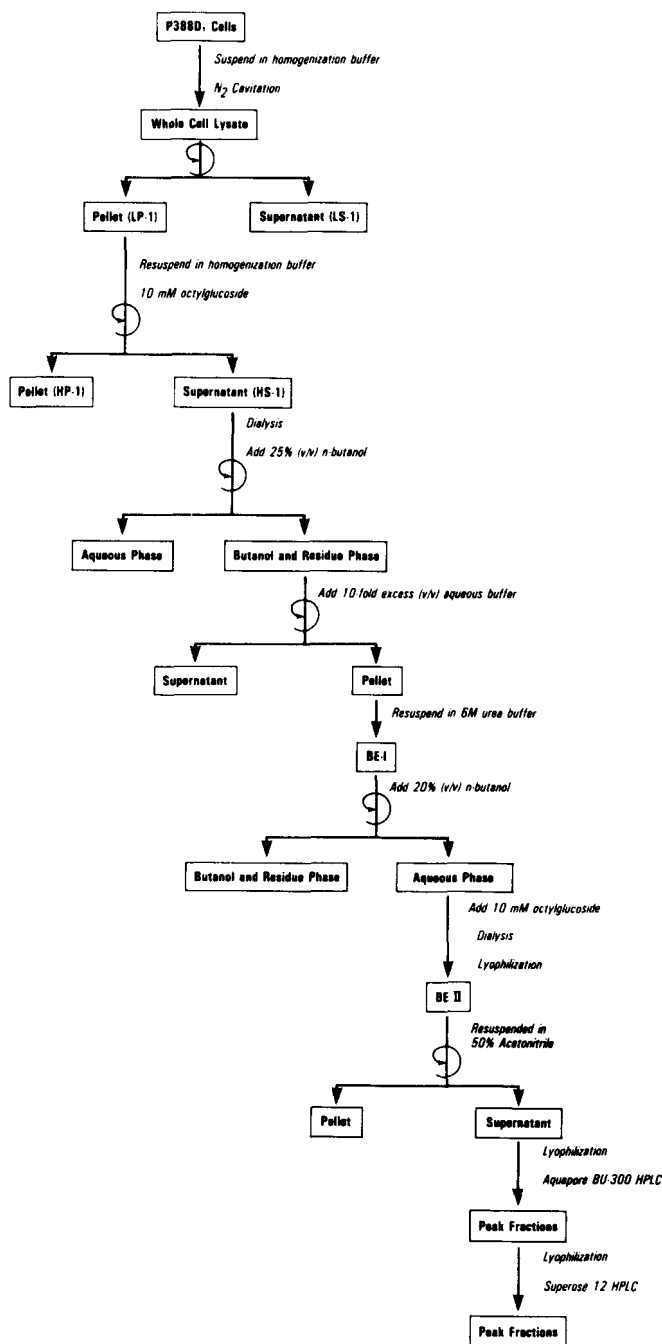 P388D₁ Cells
Suspend in homogenization buffer
N₂ Cavitation
Whole Cell Lysate
Pellet (LP-1)
Supernatant (LS-1)
Resuspend in homogenization buffer
10 mM octylglucoside
Pellet (HP-1)
Supernatant (HS-1)
Dialysis
Add 25% (v/v) n-butanol
Aqueous Phase
Butanol and Residue Phase
Add 10-fold excess (v/v) aqueous buffer
Supernatant
Pellet
Resuspend in 6M urea buffer
BE-I
Add 20% (v/v) n-butanol
Butanol and Residue Phase
Aqueous Phase
Add 10 mM octylglucoside
Dialysis
Lyophilization
BE II
Resuspended in
50% Acetonitrile
Pellet
Supernatant
Lyophilization
Aquapore BU-300 HPLC
Peak Fractions
Lyophilization
Superose 12 HPLC
Peak Fractions